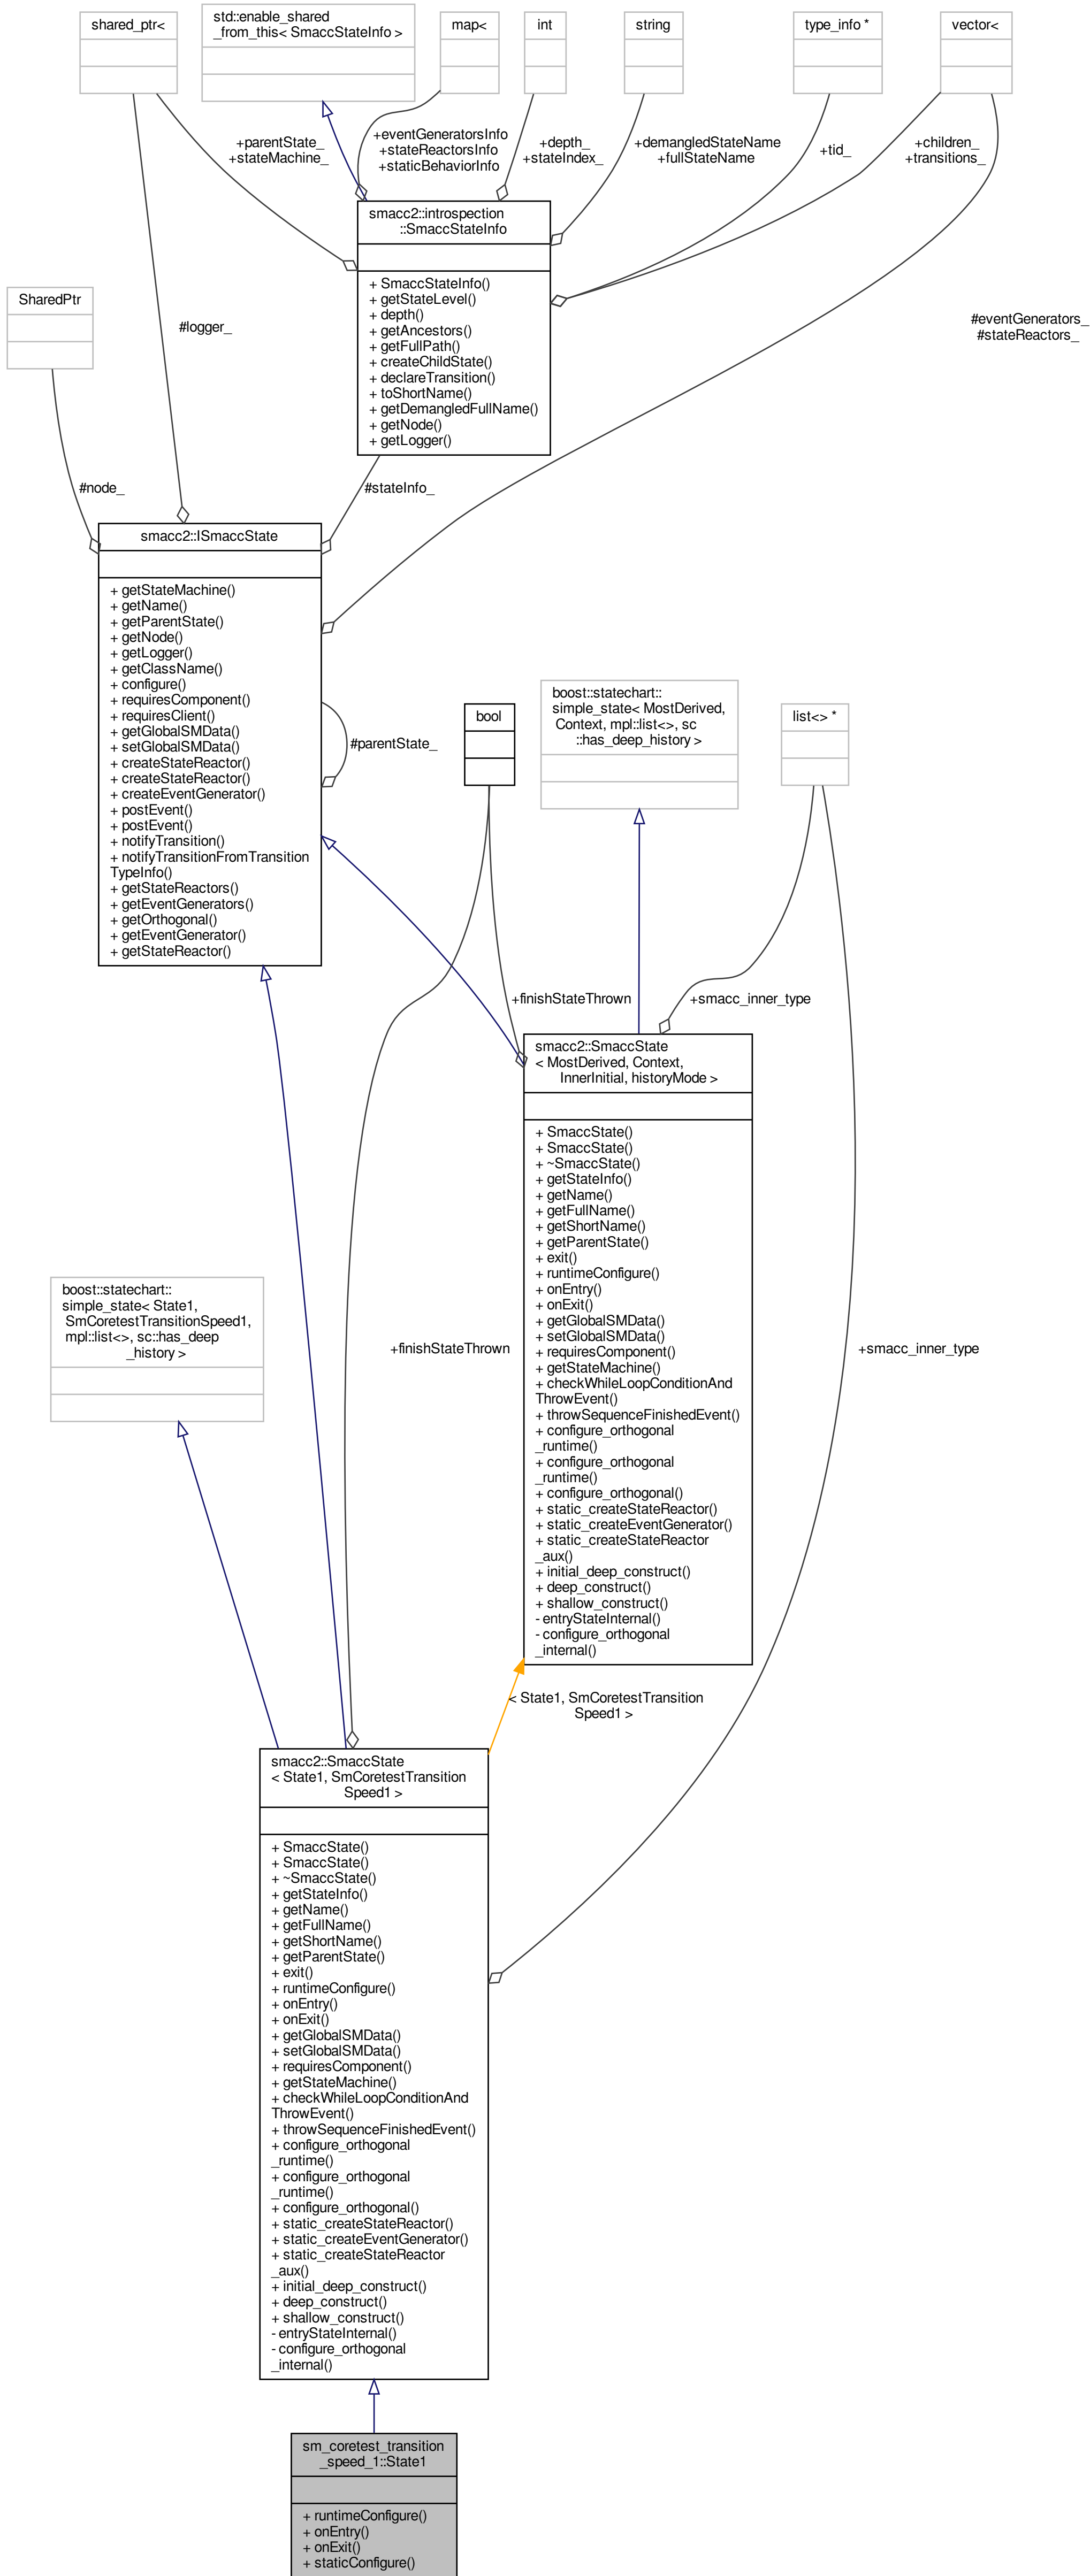 shared_ptr<
std::enable_shared
_from_this< SmaccStateInfo >
map<
int
string
type_info *
vector<
+parentState_
+stateMachine_
+eventGeneratorsInfo
+stateReactorsInfo
+staticBehaviorInfo
+depth_
+stateIndex_
+demangledStateName
+fullStateName
+tid_
+children_
+transitions_
smacc2::introspection
::SmaccStateInfo
+ SmaccStateInfo()
+ getStateLevel()
+ depth()
+ getAncestors()
+ getFullPath()
+ createChildState()
+ declareTransition()
+ toShortName()
+ getDemangledFullName()
+ getNode()
+ getLogger()
SharedPtr
#logger_
#eventGenerators_
#stateReactors_
#node_
#stateInfo_
smacc2::ISmaccState
+ getStateMachine()
+ getName()
+ getParentState()
+ getNode()
+ getLogger()
+ getClassName()
+ configure()
+ requiresComponent()
+ requiresClient()
+ getGlobalSMData()
+ setGlobalSMData()
+ createStateReactor()
+ createStateReactor()
+ createEventGenerator()
+ postEvent()
+ postEvent()
+ notifyTransition()
+ notifyTransitionFromTransition
TypeInfo()
+ getStateReactors()
+ getEventGenerators()
+ getOrthogonal()
+ getEventGenerator()
+ getStateReactor()
#parentState_
bool
boost::statechart::
simple_state< MostDerived,
Context, mpl::list<>, sc
::has_deep_history >
list<> *
+finishStateThrown
+smacc_inner_type
smacc2::SmaccState
< MostDerived, Context,
InnerInitial, historyMode >
+ SmaccState()
+ SmaccState()
+ ~SmaccState()
+ getStateInfo()
+ getName()
+ getFullName()
+ getShortName()
+ getParentState()
+ exit()
+ runtimeConfigure()
+ onEntry()
+ onExit()
+ getGlobalSMData()
+ setGlobalSMData()
+ requiresComponent()
+ getStateMachine()
+ checkWhileLoopConditionAnd
ThrowEvent()
+ throwSequenceFinishedEvent()
+ configure_orthogonal
_runtime()
+ configure_orthogonal
_runtime()
+ configure_orthogonal()
+ static_createStateReactor()
+ static_createEventGenerator()
+ static_createStateReactor
_aux()
+ initial_deep_construct()
+ deep_construct()
+ shallow_construct()
- entryStateInternal()
- configure_orthogonal
_internal()
boost::statechart::
simple_state< State1,
SmCoretestTransitionSpeed1,
mpl::list<>, sc::has_deep
_history >
+finishStateThrown
+smacc_inner_type
< State1, SmCoretestTransition
Speed1 >
smacc2::SmaccState
< State1, SmCoretestTransition
Speed1 >
+ SmaccState()
+ SmaccState()
+ ~SmaccState()
+ getStateInfo()
+ getName()
+ getFullName()
+ getShortName()
+ getParentState()
+ exit()
+ runtimeConfigure()
+ onEntry()
+ onExit()
+ getGlobalSMData()
+ setGlobalSMData()
+ requiresComponent()
+ getStateMachine()
+ checkWhileLoopConditionAnd
ThrowEvent()
+ throwSequenceFinishedEvent()
+ configure_orthogonal
_runtime()
+ configure_orthogonal
_runtime()
+ configure_orthogonal()
+ static_createStateReactor()
+ static_createEventGenerator()
+ static_createStateReactor
_aux()
+ initial_deep_construct()
+ deep_construct()
+ shallow_construct()
- entryStateInternal()
- configure_orthogonal
_internal()
sm_coretest_transition
_speed_1::State1
+ runtimeConfigure()
+ onEntry()
+ onExit()
+ staticConfigure()